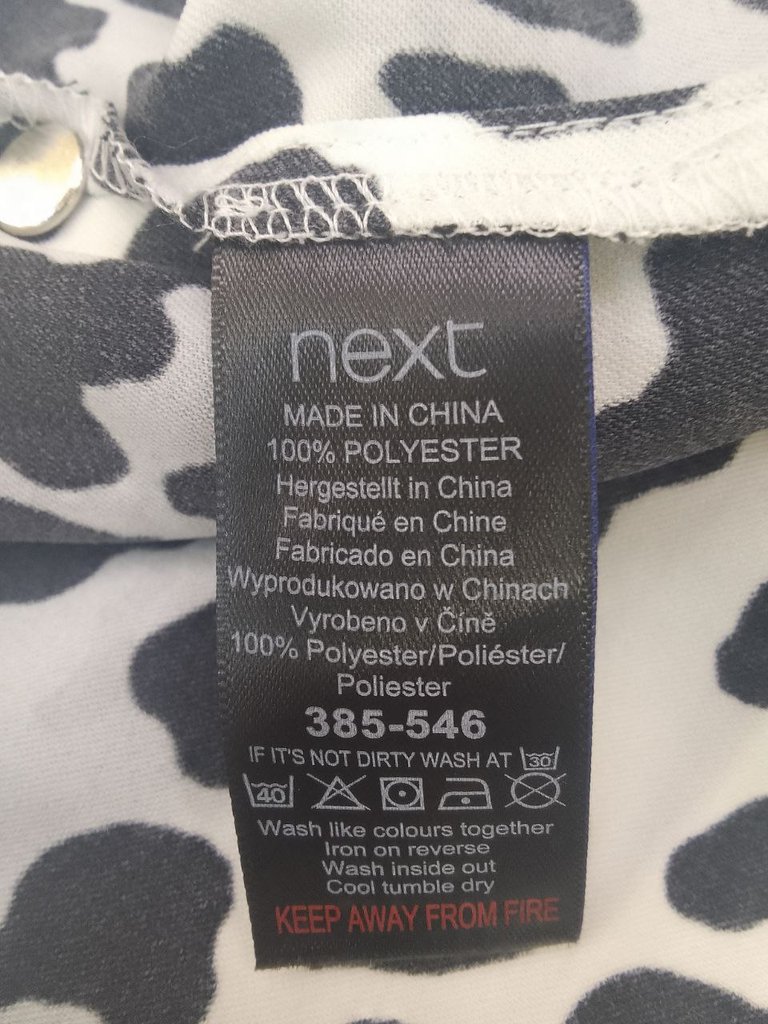 next
MADE IN CHINA
100% POLYESTER
Hergestellt in China
Fabriqué en Chine
Fabricado en China
Wyprodukowano w Chinach
Vyrobeno v Číně
100% Polyester/Poliéster/
Poliester
385-546
IF IT'S NOT DIRTY WASH AT 30
40
Wash like colours together
Iron on reverse
Wash inside out
Cool tumble dry
KEEP AWAY FROM FIRE